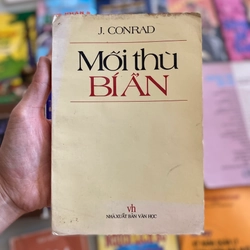 J. CONRAD
Mối thù
BÍ ẨN
vh
NHÀ XUẤT BẢN VĂN HỌC